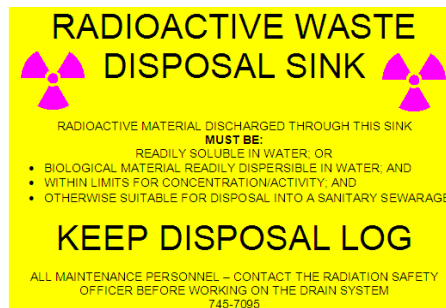 RADIOACTIVE WASTE
DISPOSAL SINK
RADIOACTIVE MATERIAL DISCHARGED THROUGH THIS SINK
MUST BE:
READILY SOLUBLE IN WATER; OR
• BIOLOGICAL MATERIAL READILY DISPERSIBLE IN WATER; AND
• WITHIN LIMITS FOR CONCENTRATION/ACTIVITY; AND
• OTHERWISE SUITABLE FOR DISPOSAL INTO A SANITARY SEWARAGE
KEEP DISPOSAL LOG
ALL MAINTENANCE PERSONNEL – CONTACT THE RADIATION SAFETY
OFFICER BEFORE WORKING ON THE DRAIN SYSTEM
745-7095